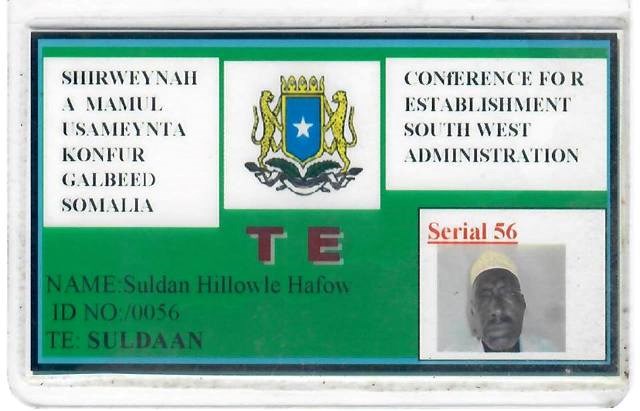 SHIRWEYNAH
A MAMUL
USAMEYNTA
KONFUR
GALBEED
SOMALIA
CONfERENCE FO R
ESTABLISHMENT
SOUTH WEST
ADMINISTRATION
T E
Serial 56
NAME:Suldan Hillowle Hafow
ID NO:/0056
TE: SULDAAN